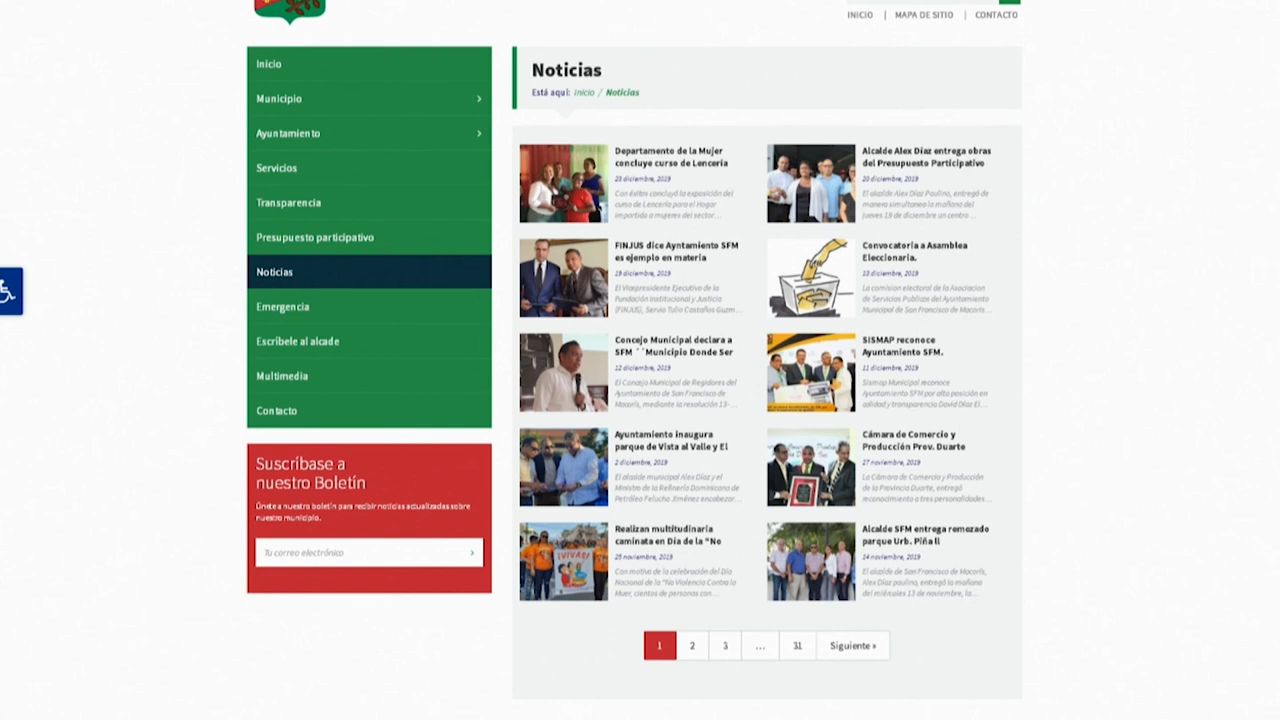 INICIO | MAPA DE SITIO | CONTACTO
Inicio
Municipio
Ayuntamiento
Servicios
Transparencia
Presupuesto participativo
Noticias
Emergencia
Escríbele al alcade
Multimedia
Contacto
Suscríbase a
nuestro Boletín
Únete a nuestro boletín para recibir noticias actualizadas sobre
nuestro municipio.
Tu correo electrónico
Noticias
Está aquí: Inicio / Noticias
Departamento de la Mujer
concluye curso de Lencería
23 diciembre, 2019
Con éxitos concluyó la exposición del
curso de Lencería para el Hogar
impartido a mujeres del sector…
Alcalde Alex Díaz entrega obras
del Presupuesto Participativo
20 diciembre, 2019
El alcalde Alex Díaz Paulino, entregó de
manera simultanea la mañana del
jueves 19 de diciembre un centro…
FINJUS dice Ayntamiento SFM
es ejemplo en materia
19 diciembre, 2019
El Vicepresidente Ejecutivo de la
Fundación Institucional y Justicia
(FINJUS), Servio Tulio Castaños Guzm…
Convocatoria a Asamblea
Eleccionaria.
13 diciembre, 2019
La comision electoral de la Asociacion
de Servicios Publicos del Ayuntamiento
Municipal de San Francisco de Macorís…
Concejo Municipal declara a
SFM ´´Municipio Donde Ser
12 diciembre, 2019
El Concejo Municipal de Regidores del
Ayuntamiento de San Francisco de
Macorís, mediante la resolución 13-…
SISMAP reconoce
Ayuntamiento SFM.
11 diciembre, 2019
Sismap Municipal reconoce
Ayuntamiento SFM por alta posición en
calidad y transparencia David Díaz El…
Ayuntamiento inaugura
parque de Vista al Valle y El
2 diciembre, 2019
El alcalde municipal Alex Díaz y el
Ministro de la Refinería Dominicana de
Petróleo Felucho Jiménez encabezar…
Cámara de Comercio y
Producción Prov. Duarte
27 noviembre, 2019
La Cámara de Comercio y Producción
de la Provincia Duarte, entregó
reconocimiento a tres personalidades…
Realizan multitudinaria
caminata en Día de la "No
25 noviembre, 2019
Con motivo de la celebración del Día
Nacional de la "No Violencia Contra la
Muer, cientos de personas con…
¡VIVAS!
Alcalde SFM entrega remozado
parque Urb. Piña ll
14 noviembre, 2019
El alcalde de San Francisco de Macorís,
Alex Díaz paulino, entregó la mañana
del miércoles 13 de noviembre, la…
1 2 3 … 31 Siguiente »